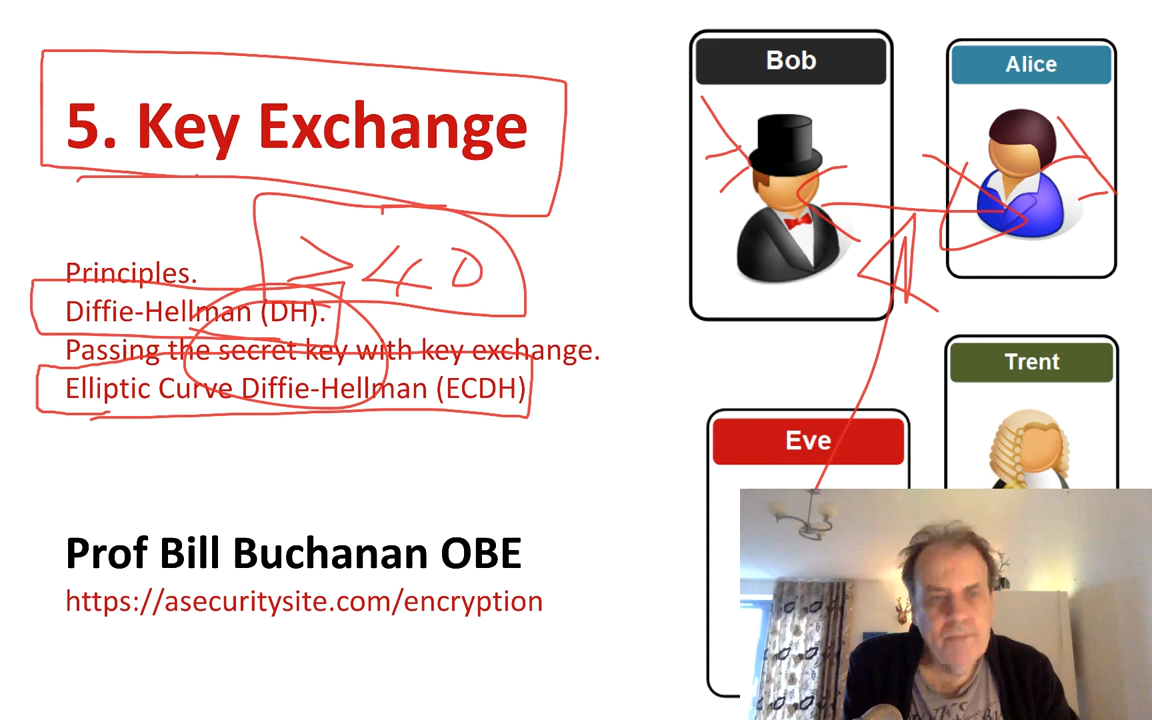 5. Key Exchange
Principles.
Diffie-Hellman (DH).
Passing the secret key with key exchange.
Elliptic Curve Diffie-Hellman (ECDH)
>40
Prof Bill Buchanan OBE
https://asecuritysite.com/encryption
Bob
Alice
Eve
Trent